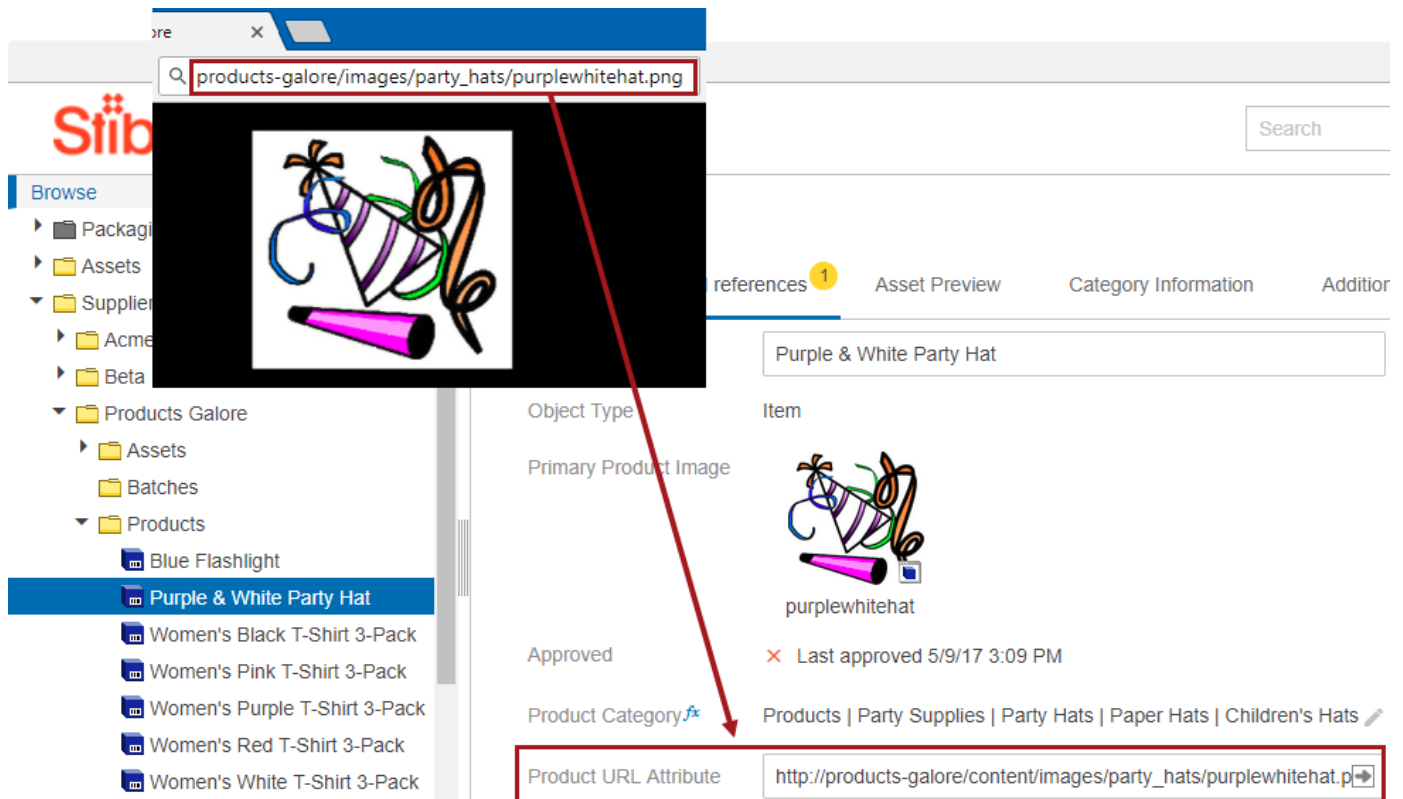 ore ×
products-galore/images/party_hats/purplewhitehat.png
Stib
Search
Browse
Packagi
Assets
Supplier
Acme
Beta
Products Galore
Assets
Batches
Products
Blue Flashlight
Purple & White Party Hat
Women's Black T-Shirt 3-Pack
Women's Pink T-Shirt 3-Pack
Women's Purple T-Shirt 3-Pack
Women's Red T-Shirt 3-Pack
Women's White T-Shirt 3-Pack
references 1 Asset Preview Category Information Addition
Purple & White Party Hat
Object Type Item
Primary Product Image
purplewhitehat
Approved × Last approved 5/9/17 3:09 PM
Product Category fx Products | Party Supplies | Party Hats | Paper Hats | Children's Hats
Product URL Attribute http://products-galore/content/images/party_hats/purplewhitehat.p